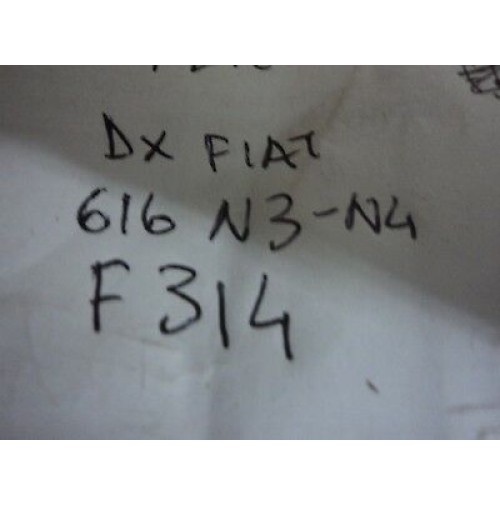 DX FIAT
616 N3-N4
F314